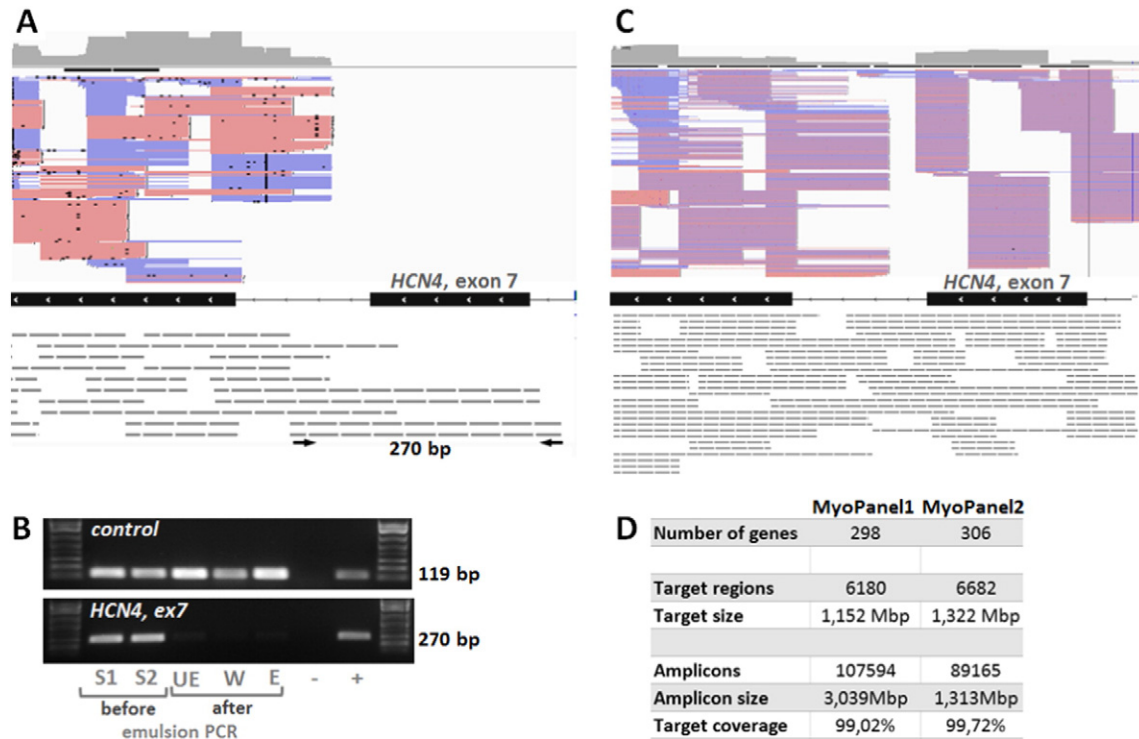 A
HCN4, exon 7
270 bp
C
HCN4, exon 7
B
control
119 bp
HCN4, ex7
270 bp
S1 S2 UE W E - +
before after
emulsion PCR
D
MyoPanel1 MyoPanel2
Number of genes 298 306
Target regions 6180 6682
Target size 1,152 Mbp 1,322 Mbp
Amplicons 107594 89165
Amplicon size 3,039Mbp 1,313Mbp
Target coverage 99,02% 99,72%